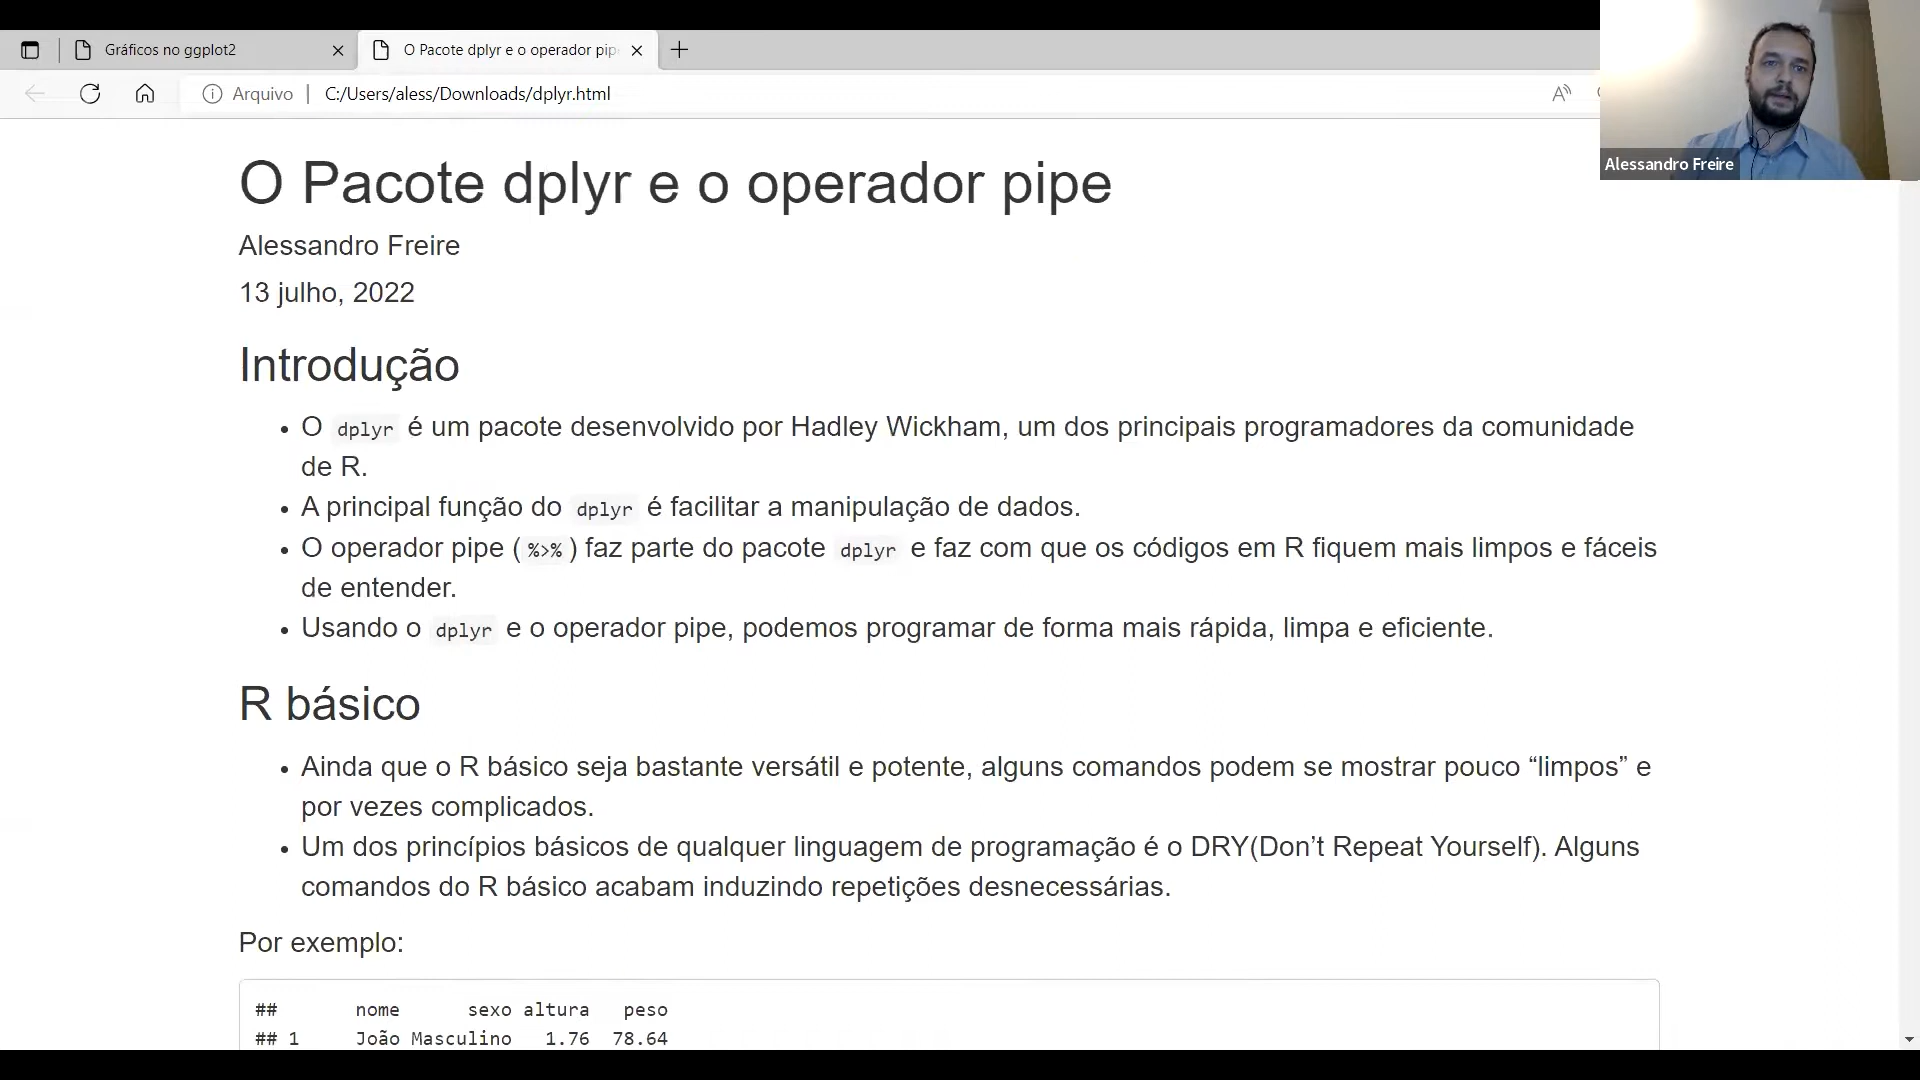 Gráficos no ggplot2
O Pacote dplyr e o operador pip
Arquivo
C:/Users/aless/Downloads/dplyr.html
Alessandro Freire
O Pacote dplyr e o operador pipe
Alessandro Freire
13 julho, 2022
Introdução
• O dplyr é um pacote desenvolvido por Hadley Wickham, um dos principais programadores da comunidade
de R.
• A principal função do dplyr é facilitar a manipulação de dados.
• O operador pipe ( %>% ) faz parte do pacote dplyr e faz com que os códigos em R fiquem mais limpos e fáceis
de entender.
• Usando o dplyr e o operador pipe, podemos programar de forma mais rápida, limpa e eficiente.
R básico
• Ainda que o R básico seja bastante versátil e potente, alguns comandos podem se mostrar pouco “limpos” e
por vezes complicados.
• Um dos princípios básicos de qualquer linguagem de programação é o DRY(Don’t Repeat Yourself). Alguns
comandos do R básico acabam induzindo repetições desnecessárias.
Por exemplo:
## nome sexo altura peso
## 1 João Masculino 1.76 78.64